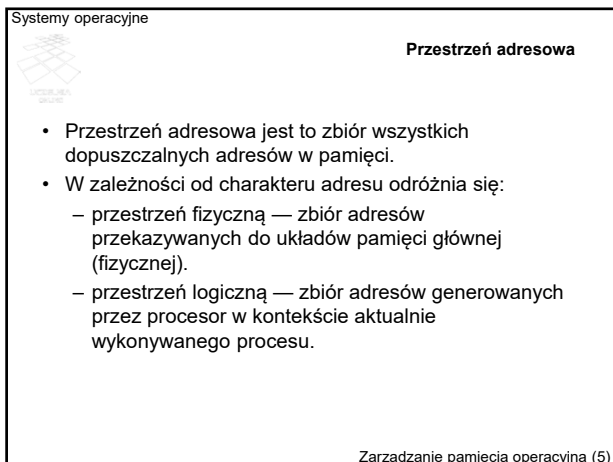 Systemy operacyjne
Przestrzeń adresowa
UCZELNIA
ONLINE
• Przestrzeń adresowa jest to zbiór wszystkich
dopuszczalnych adresów w pamięci.
• W zależności od charakteru adresu odróżnia się:
– przestrzeń fizyczną — zbiór adresów
przekazywanych do układów pamięci głównej
(fizycznej).
– przestrzeń logiczną — zbiór adresów generowanych
przez procesor w kontekście aktualnie
wykonywanego procesu.
Zarządzanie pamięcią operacyjną (5)